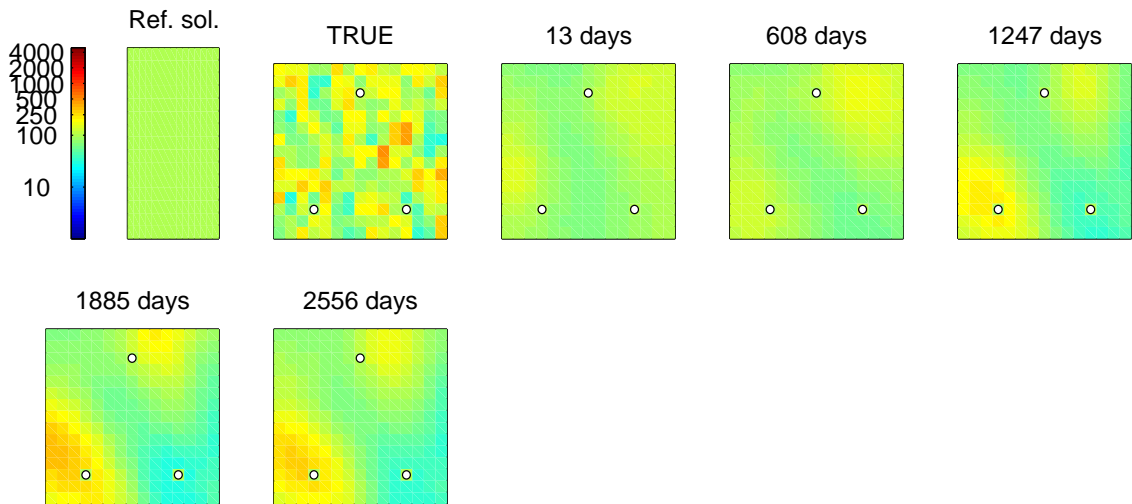 Ref. sol.
TRUE
13 days
608 days
1247 days
4000
2000
1000
500
250
100
10
1885 days
2556 days